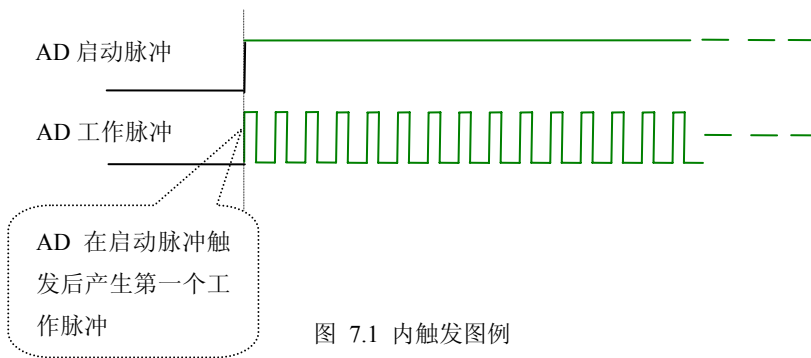 AD 启动脉冲
AD 工作脉冲
AD 在启动脉冲触
发后产生第一个工
作脉冲
图 7.1 内触发图例